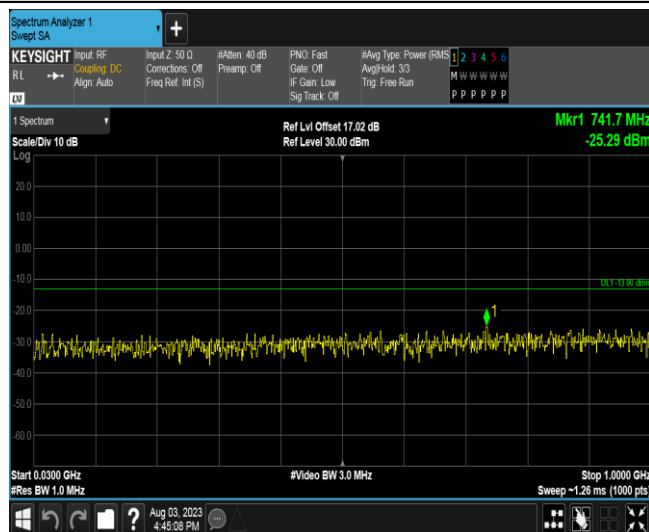 Spectrum Analyzer 1
Swept SA
KEYSIGHT
RL
LXI
Input: RF
Coupling: DC
Align: Auto
Input Z: 50 Ω
Corrections: Off
Freq Ref: Int (S)
#Atten: 40 dB
Preamp: Off
PNO: Fast
Gate: Off
IF Gain: Low
Sig Track: Off
#Avg Type: Power (RMS
Avg|Hold: 3/3
Trig: Free Run
1 2 3 4 5 6
M W W W W W
P P P P P P
1 Spectrum
Scale/Div 10 dB
Log
Ref Lvl Offset 17.02 dB
Ref Level 30.00 dBm
Mkr1 741.7 MHz
-25.29 dBm
20.0
10.0
0.00
-10.0
DL1 -13.00 dBm
-20.0
1
-30.0
-40.0
-50.0
-60.0
Start 0.0300 GHz
#Res BW 1.0 MHz
#Video BW 3.0 MHz
Stop 1.0000 GHz
Sweep ~1.26 ms (1000 pts)
Aug 03, 2023
4:45:08 PM